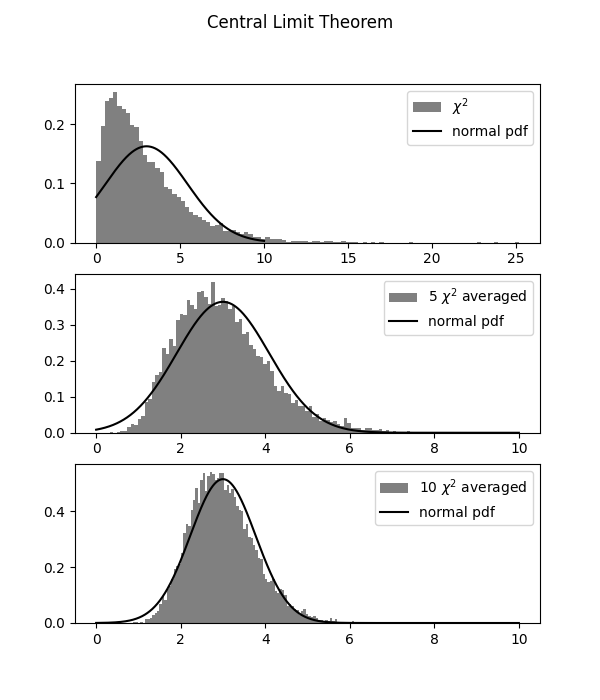 Central Limit Theorem
χ²
normal pdf
0.2
0.1
0.0
0 5 10 15 20 25
5 χ² averaged
normal pdf
0.4
0.3
0.2
0.1
0.0
0 2 4 6 8 10
10 χ² averaged
normal pdf
0.4
0.2
0.0
0 2 4 6 8 10